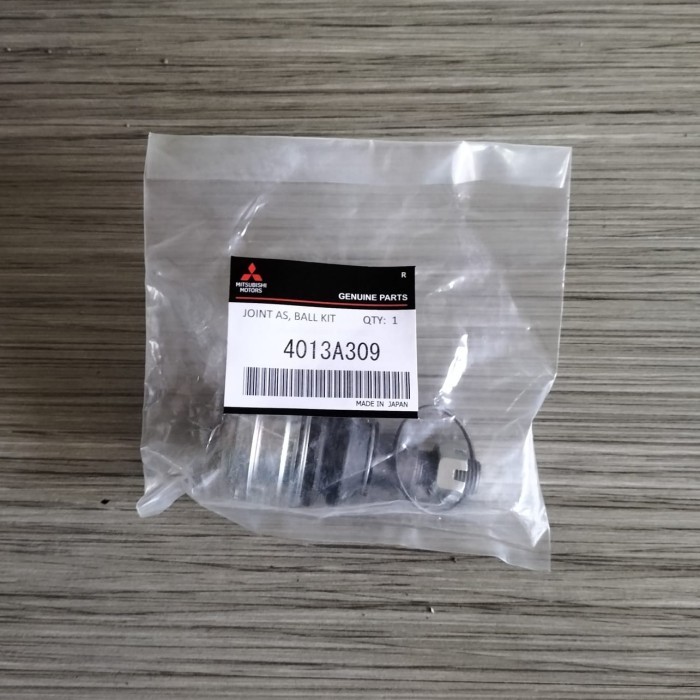 R
MITSUBISHI
MOTORS
GENUINE PARTS
JOINT AS, BALL KIT QTY: 1
4013A309
MADE IN JAPAN